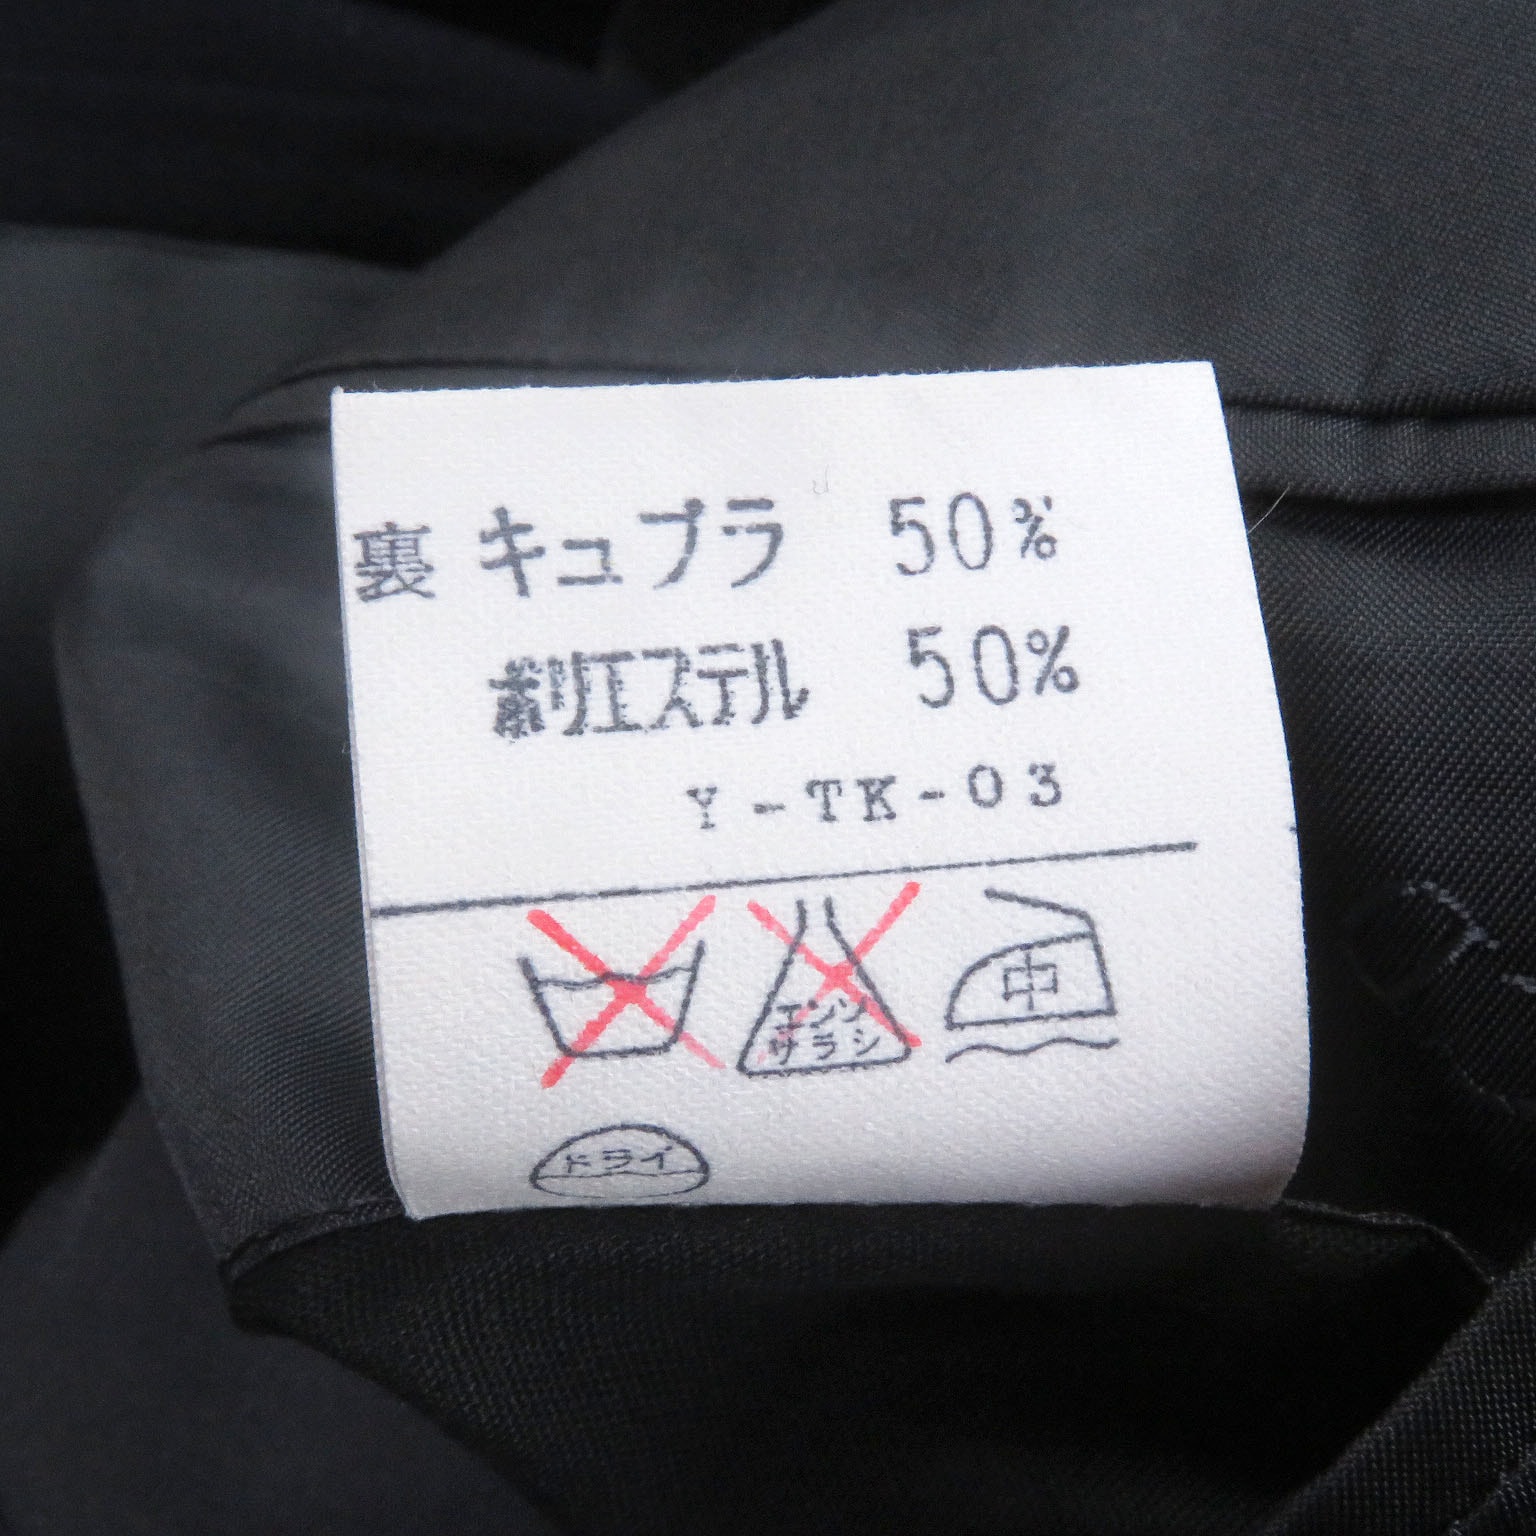 裏 キュプラ 50%
ポリエステル 50%
Y-TK-03
エンソ
サラシ
中
ドライ